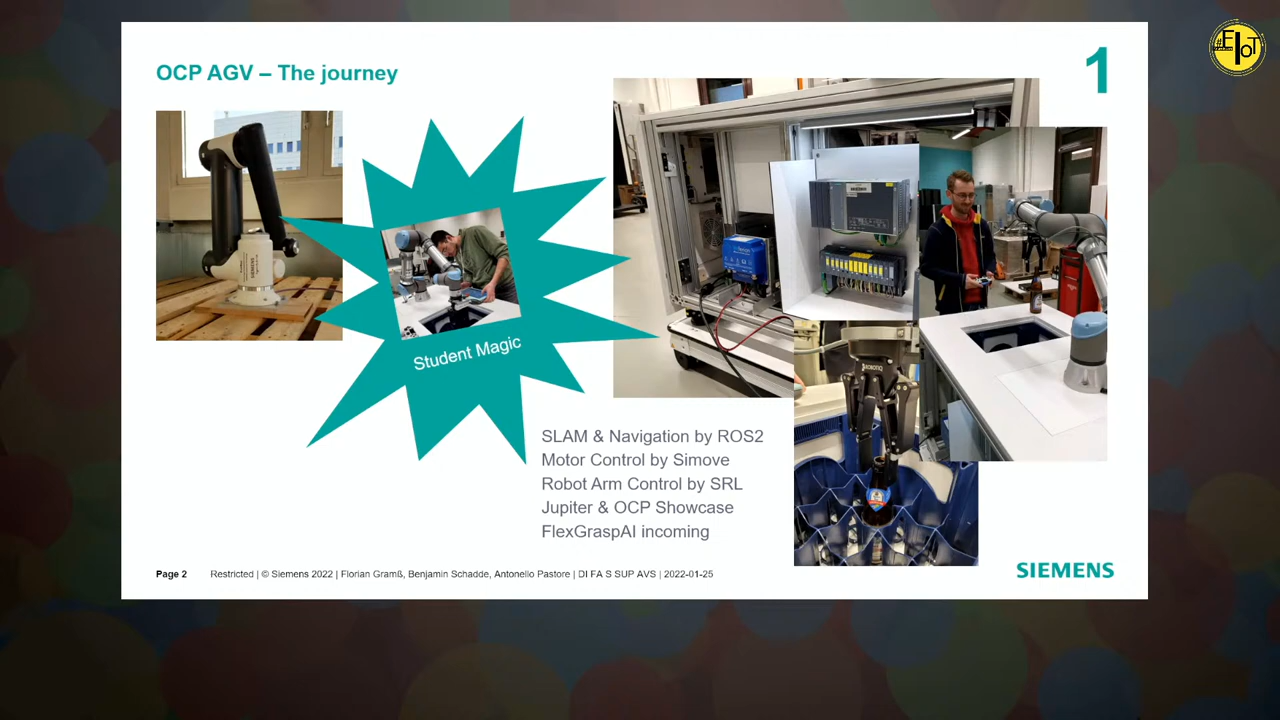 OCP AGV – The journey
1
EIoT
Student Magic
SLAM & Navigation by ROS2
Motor Control by Simove
Robot Arm Control by SRL
Jupiter & OCP Showcase
FlexGraspAI incoming
Page 2 Restricted | © Siemens 2022 | Florian Gramß, Benjamin Schadde, Antonello Pastore | DI FA S SUP AVS | 2022-01-25
SIEMENS